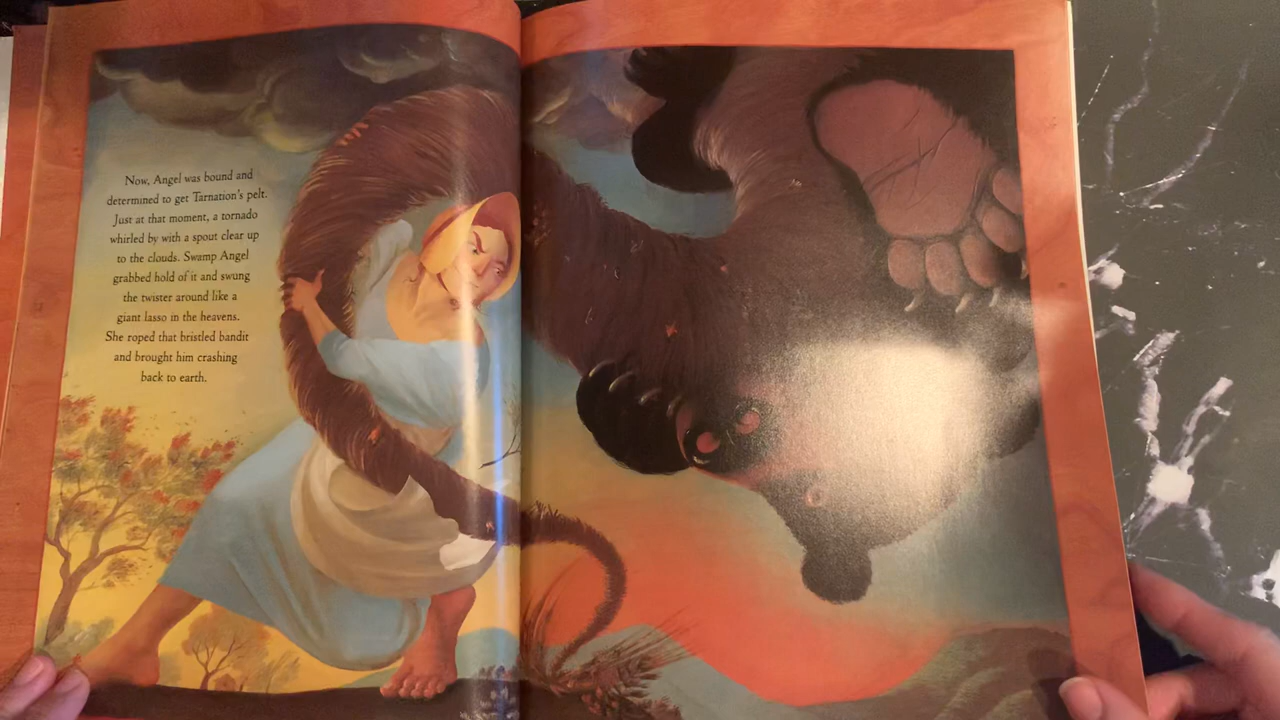 Now, Angel was bound and
determined to get Tarnation's pelt.
Just at that moment, a tornado
whirled by with a spout clear up
to the clouds. Swamp Angel
grabbed hold of it and swung
the twister around like a
giant lasso in the heavens.
She roped that bristled bandit
and brought him crashing
back to earth.